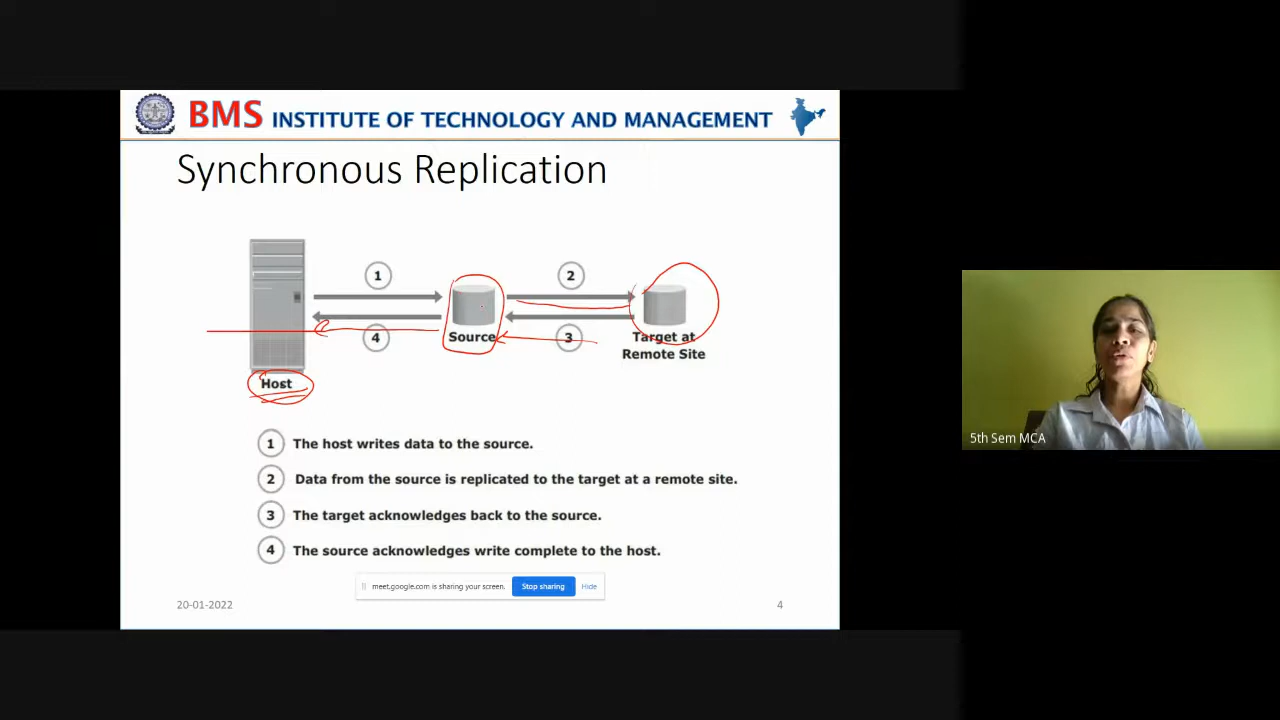 BMS INSTITUTE OF TECHNOLOGY AND MANAGEMENT
Synchronous Replication
1
2
4
3
Source
Target at
Remote Site
Host
1 The host writes data to the source.
2 Data from the source is replicated to the target at a remote site.
3 The target acknowledges back to the source.
4 The source acknowledges write complete to the host.
meet.google.com is sharing your screen. Stop sharing Hide
20-01-2022
4
5th Sem MCA